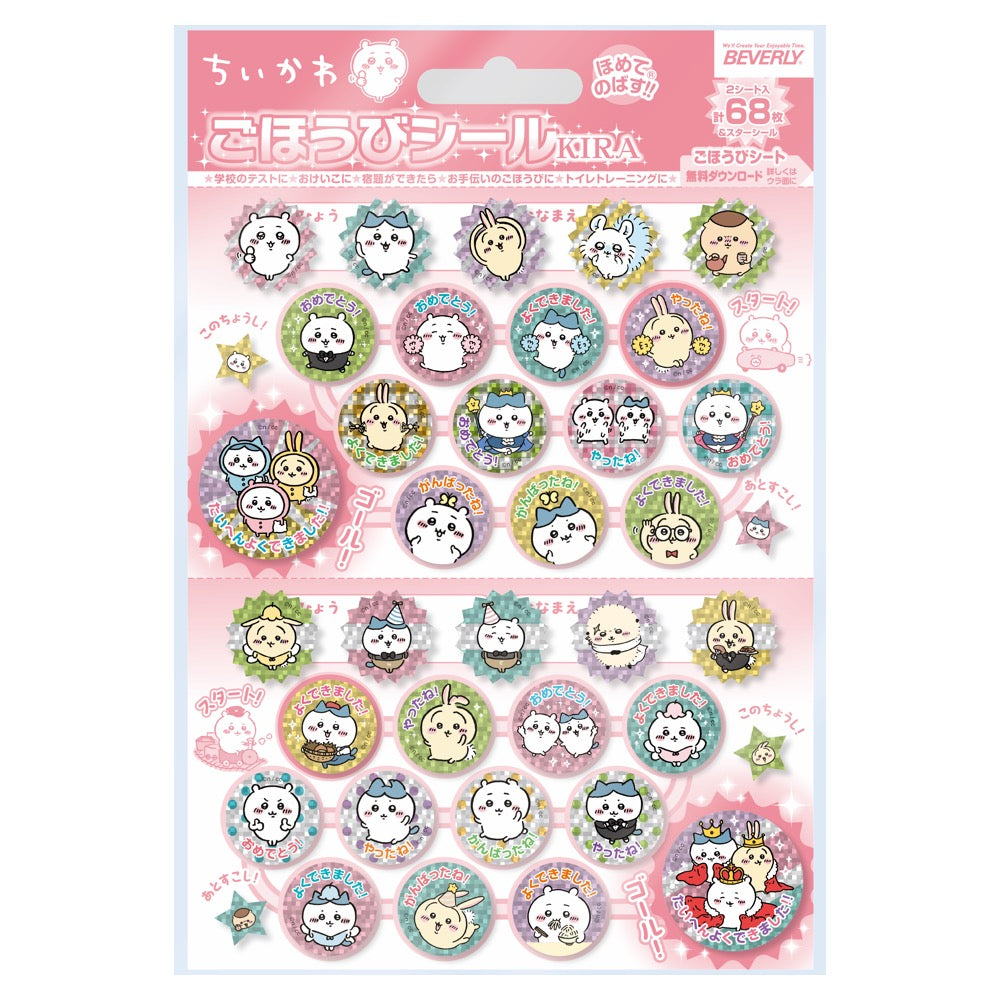 ちいかわ
ほめて
のばす®!!
We'll Create Your Enjoyable Time.
BEVERLY®
2シート入
計68枚
&スターシール
ごほうびシールKIRA
ごほうびシート
無料ダウンロード 詳しくはウラ面に
★学校のテストに★おけいこに★宿題ができたら★お手伝いのごほうびに★トイレトレーニングに★
ひょう
なまえ
おめでとう!
おめでとう!
よくできました!
やったね!
スタート!
このちょうし!
よくできました!
おめでとう!
やったね!
おめでとう!
たいへんよくできました!!
ゴール!
がんばったね!
がんばったね!
よくできました!
あとすこし!
ひょう
なまえ
スタート!
よくできました!
やったね!
おめでとう!
よくできました!
このちょうし!
おめでとう!
やったね!
がんばったね!
やったね!
あとすこし!
よくできました!
がんばったね!
よくできました!
ゴール!
たいへんよくできました!!